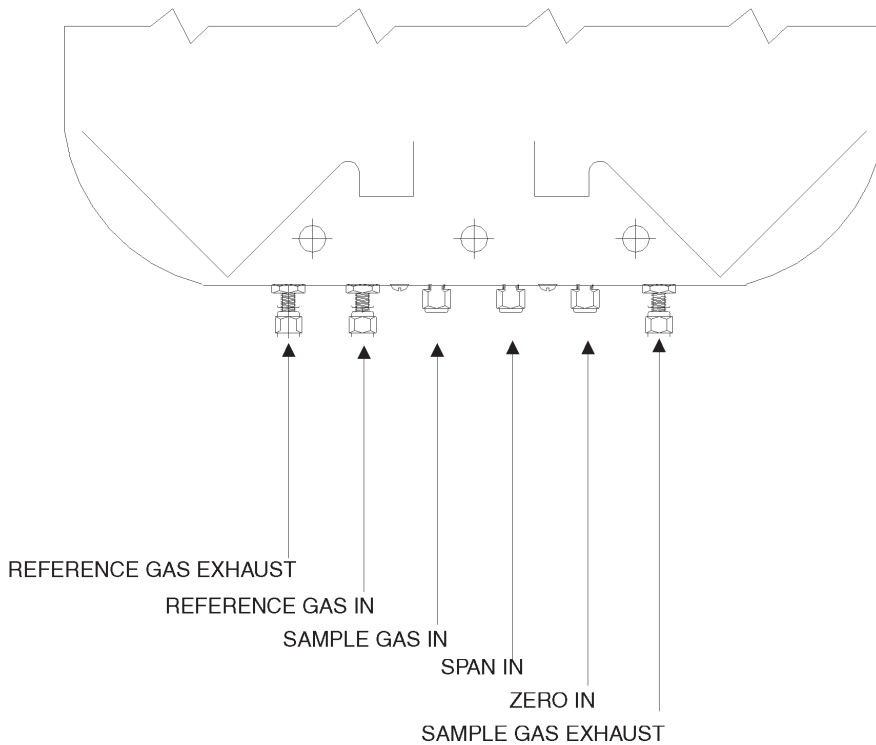 REFERENCE GAS EXHAUST
REFERENCE GAS IN
SAMPLE GAS IN
SPAN IN
ZERO IN
SAMPLE GAS EXHAUST